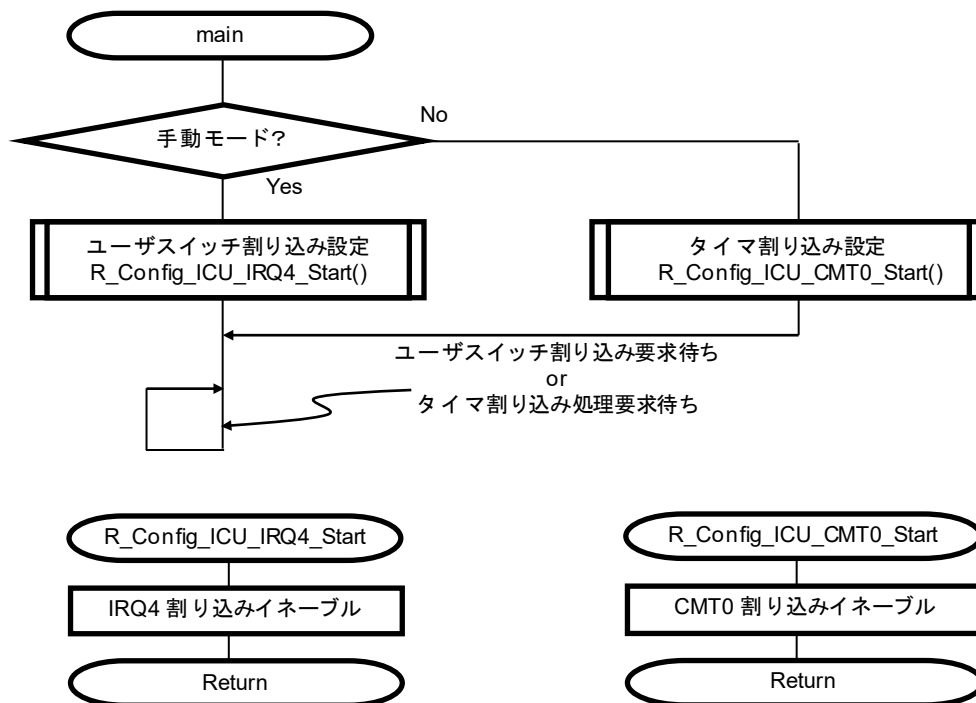 main
手動モード?
No
Yes
ユーザスイッチ割り込み設定
R_Config_ICU_IRQ4_Start()
タイマ割り込み設定
R_Config_ICU_CMT0_Start()
ユーザスイッチ割り込み要求待ち
or
タイマ割り込み処理要求待ち
R_Config_ICU_IRQ4_Start
IRQ4 割り込みイネーブル
Return
R_Config_ICU_CMT0_Start
CMT0 割り込みイネーブル
Return